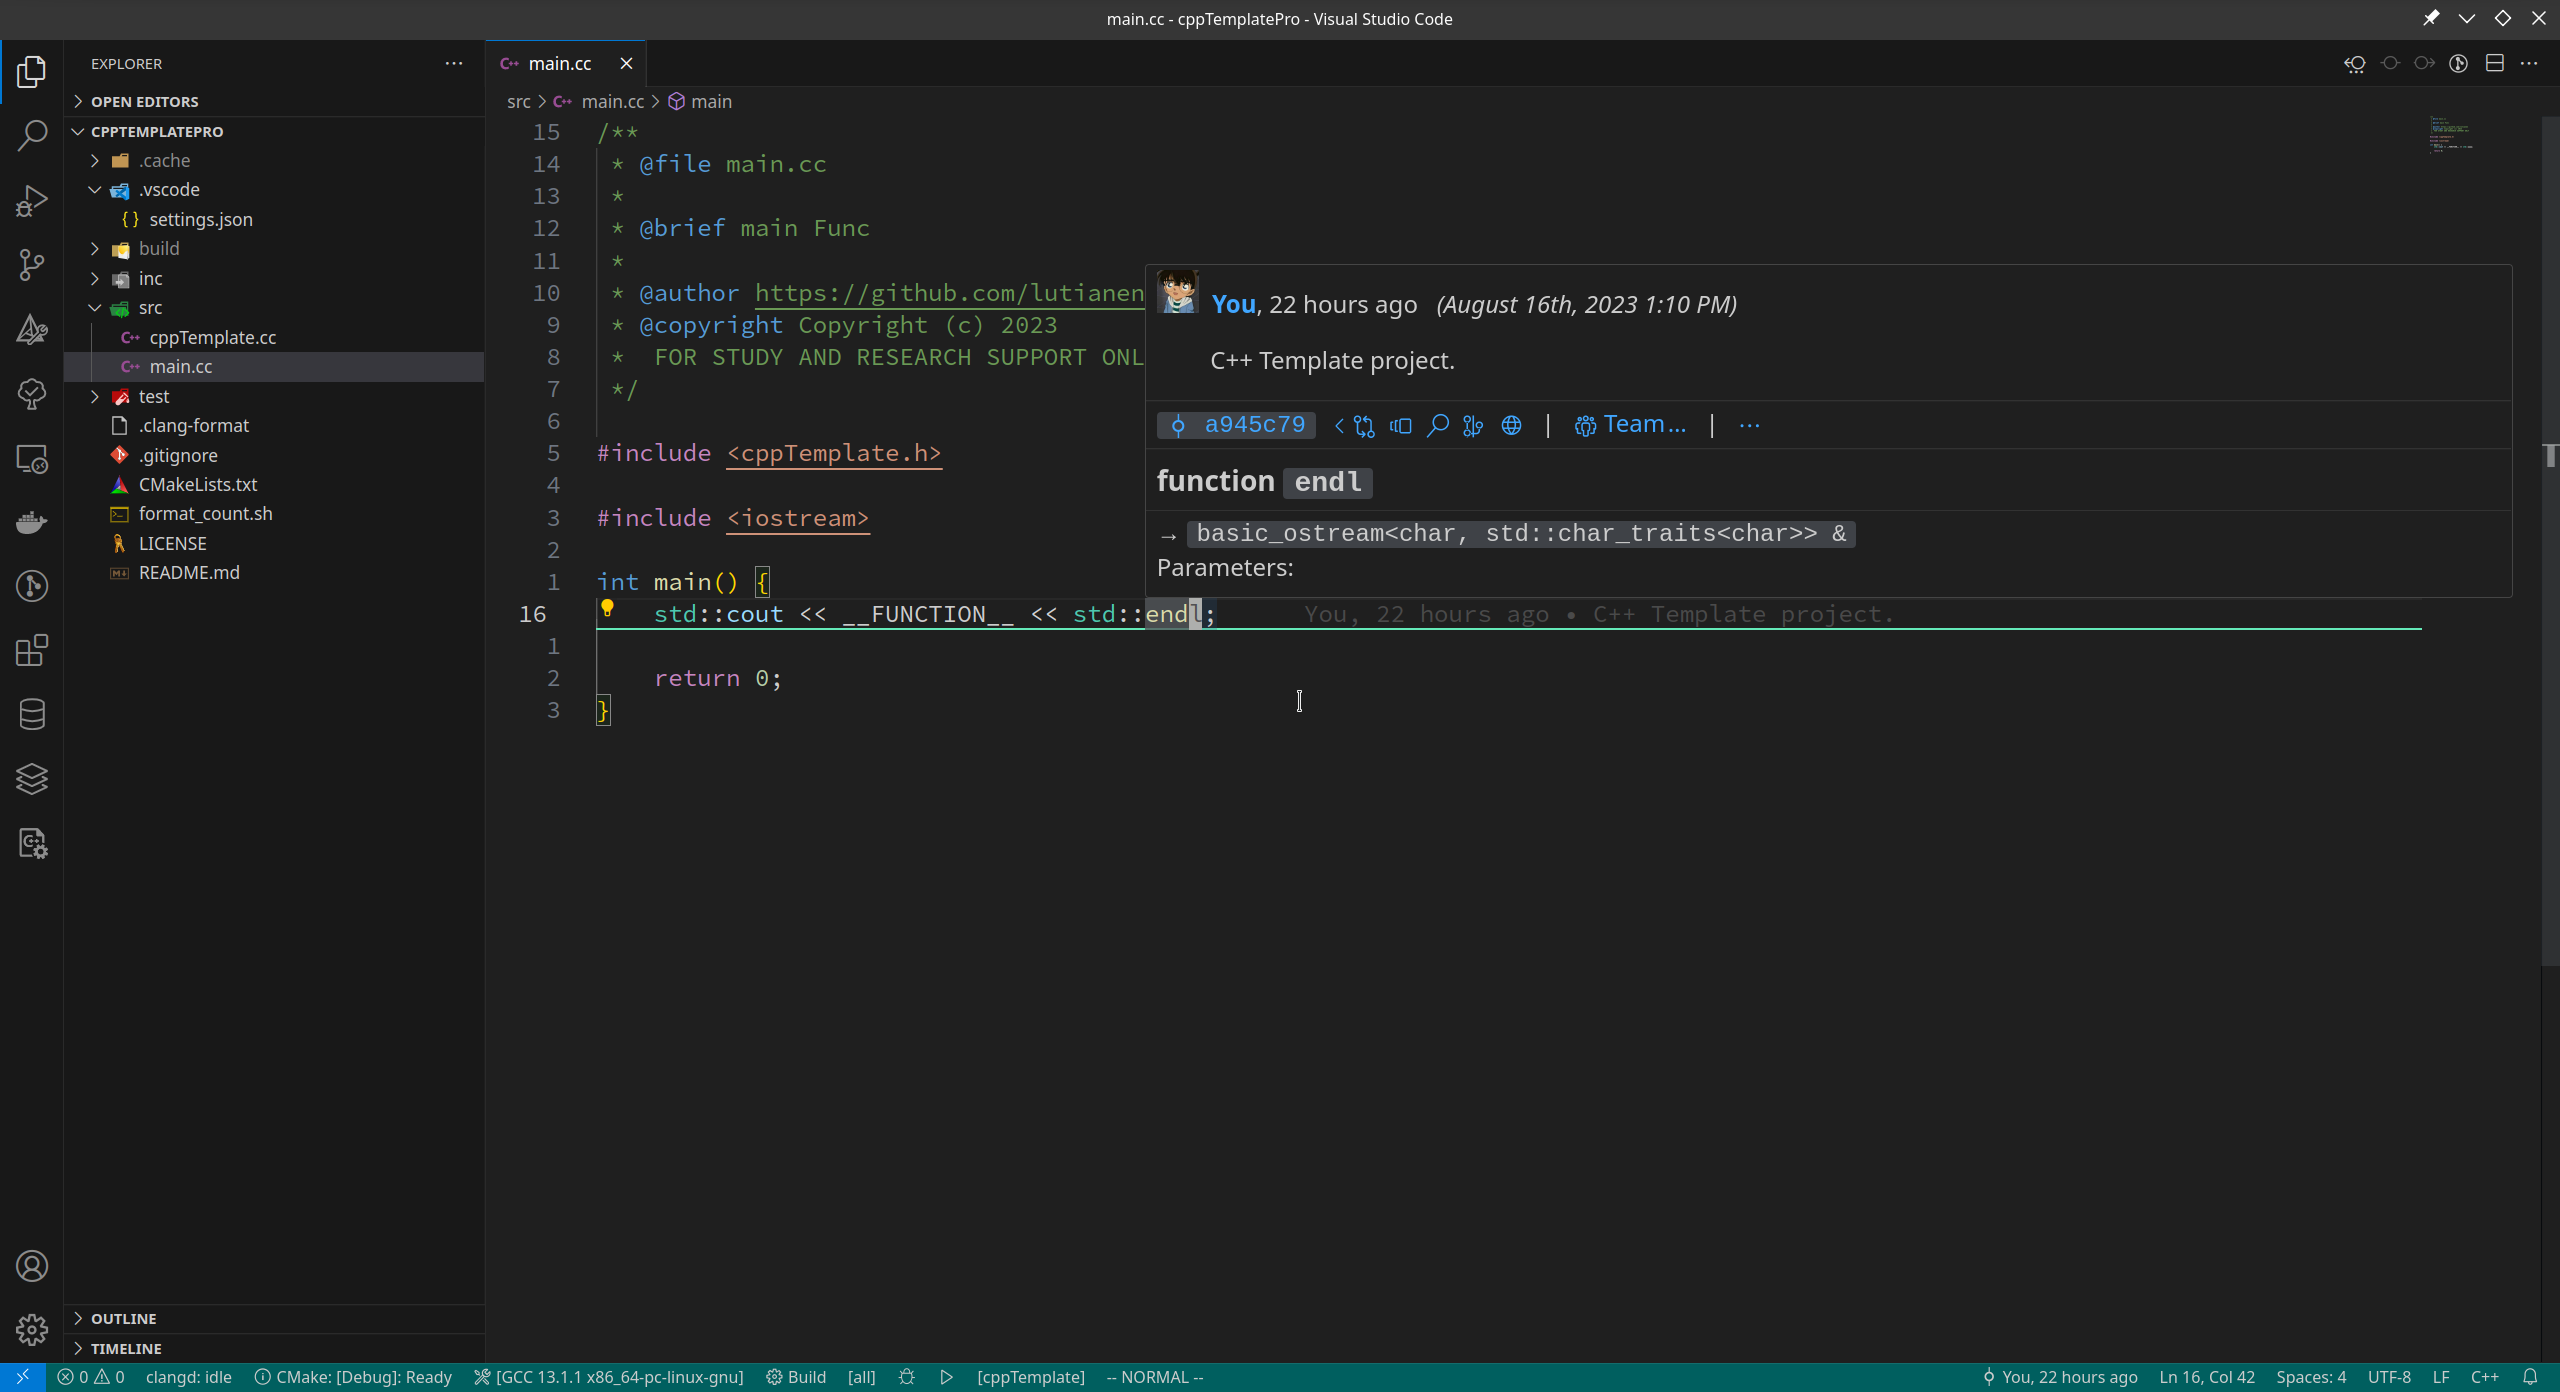 main.cc - cppTemplatePro - Visual Studio Code
EXPLORER
OPEN EDITORS
CPPTEMPLATEPRO
.cache
.vscode
settings.json
build
inc
src
cppTemplate.cc
main.cc
test
.clang-format
.gitignore
CMakeLists.txt
format_count.sh
LICENSE
README.md
OUTLINE
TIMELINE
main.cc
src > main.cc > main
15 /**
14 * @file main.cc
13 *
12 * @brief main Func
11 *
10 * @author https://github.com/lutianen
9 * @copyright Copyright (c) 2023
8 * FOR STUDY AND RESEARCH SUPPORT ONL
7 */
6
5 #include <cppTemplate.h>
4
3 #include <iostream>
2
1 int main() {
16 std::cout << __FUNCTION__ << std::endl; You, 22 hours ago • C++ Template project.
1
2 return 0;
3 }
You, 22 hours ago (August 16th, 2023 1:10 PM)
C++ Template project.
a945c79 | Team... | ...
function endl
→ basic_ostream<char, std::char_traits<char>> &
Parameters:
0 0 clangd: idle CMake: [Debug]: Ready [GCC 13.1.1 x86_64-pc-linux-gnu] Build [all] [cppTemplate] -- NORMAL -- You, 22 hours ago Ln 16, Col 42 Spaces: 4 UTF-8 LF C++